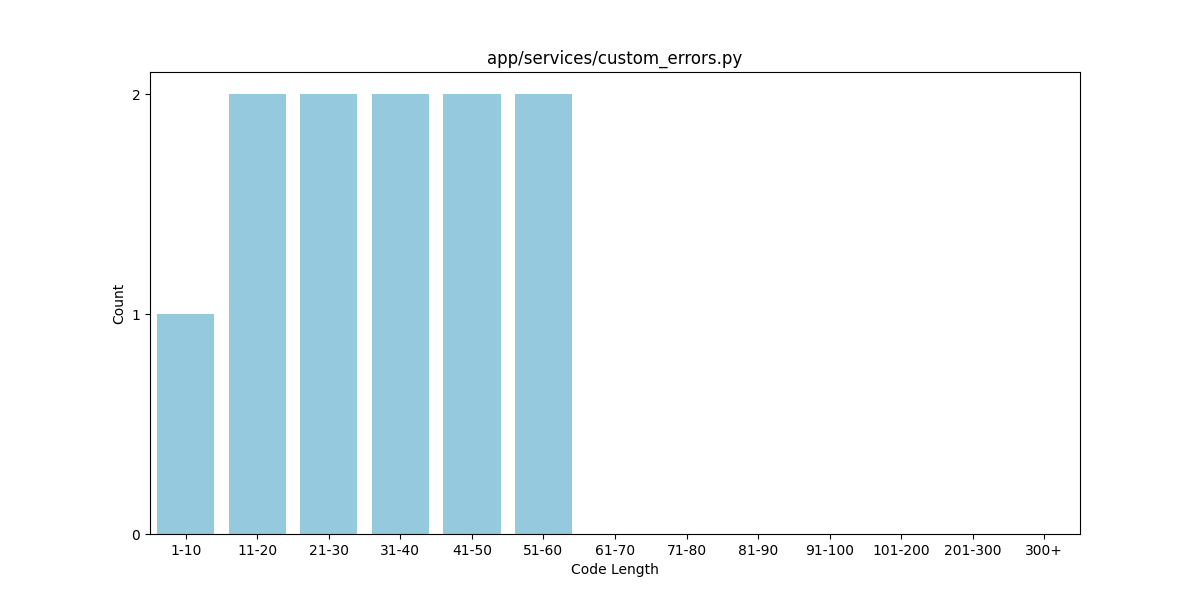 app/services/custom_errors.py
2
1
0
Count
1-10 11-20 21-30 31-40 41-50 51-60 61-70 71-80 81-90 91-100 101-200 201-300 300+
Code Length